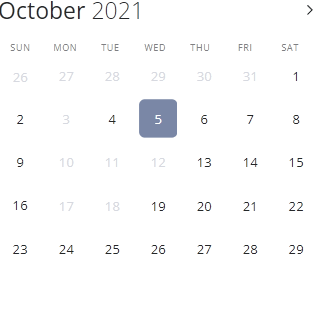 October 2021
SUN MON TUE WED THU FRI SAT
26 27 28 29 30 31 1
2 3 4 5 6 7 8
9 10 11 12 13 14 15
16 17 18 19 20 21 22
23 24 25 26 27 28 29